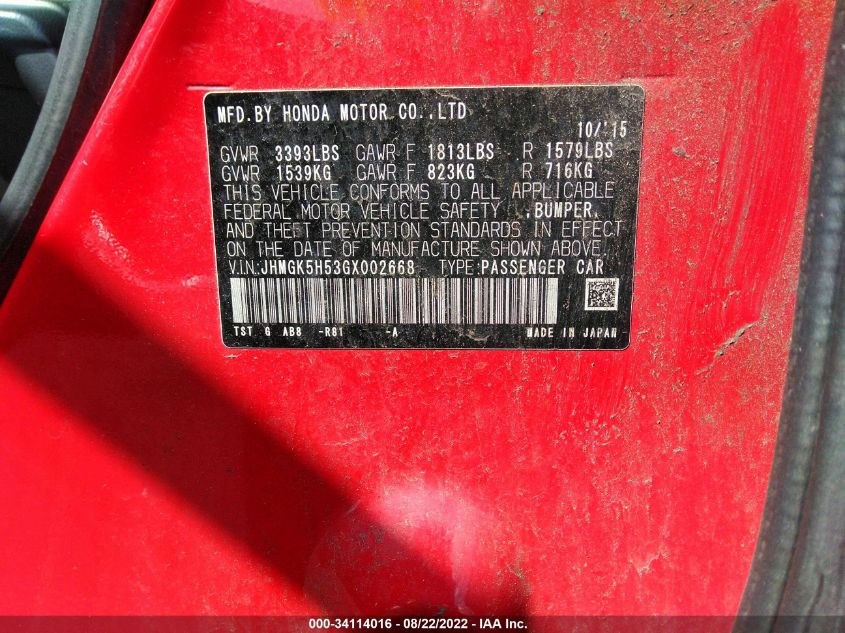 MFD.BY HONDA MOTOR CO.,LTD
10/'15
GVWR 3393LBS GAWR F 1813LBS R 1579LBS
GVWR 1539KG GAWR F 823KG R 716KG
THIS VEHICLE CONFORMS TO ALL APPLICABLE
FEDERAL MOTOR VEHICLE SAFETY ,BUMPER,
AND THEFT PREVENTION STANDARDS IN EFFECT
ON THE DATE OF MANUFACTURE SHOWN ABOVE.
V.I.N:JHMGK5H53GX002668 TYPE:PASSENGER CAR
TST G AB8 -R81 -A MADE IN JAPAN
000-34114016 - 08/22/2022 - IAA Inc.